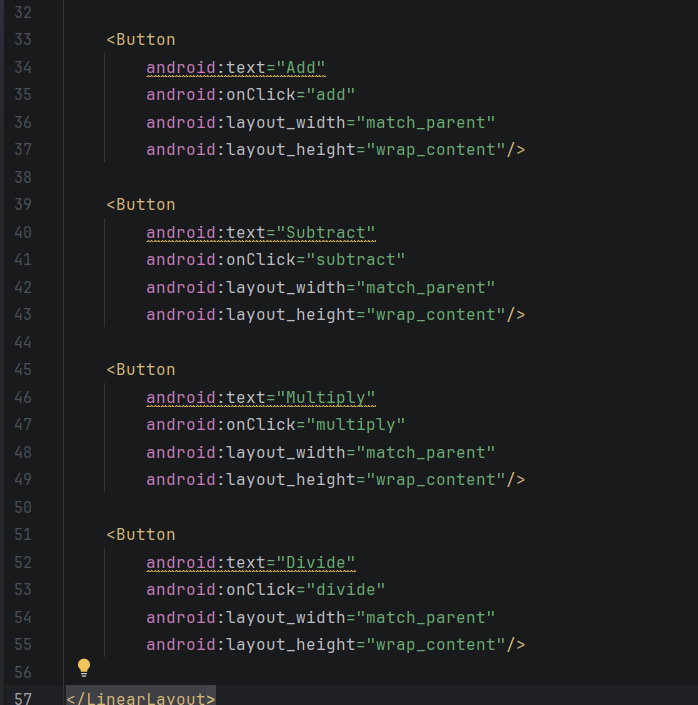 32
33 <Button
34 android:text="Add"
35 android:onClick="add"
36 android:layout_width="match_parent"
37 android:layout_height="wrap_content"/>
38
39 <Button
40 android:text="Subtract"
41 android:onClick="subtract"
42 android:layout_width="match_parent"
43 android:layout_height="wrap_content"/>
44
45 <Button
46 android:text="Multiply"
47 android:onClick="multiply"
48 android:layout_width="match_parent"
49 android:layout_height="wrap_content"/>
50
51 <Button
52 android:text="Divide"
53 android:onClick="divide"
54 android:layout_width="match_parent"
55 android:layout_height="wrap_content"/>
56
57 </LinearLayout>